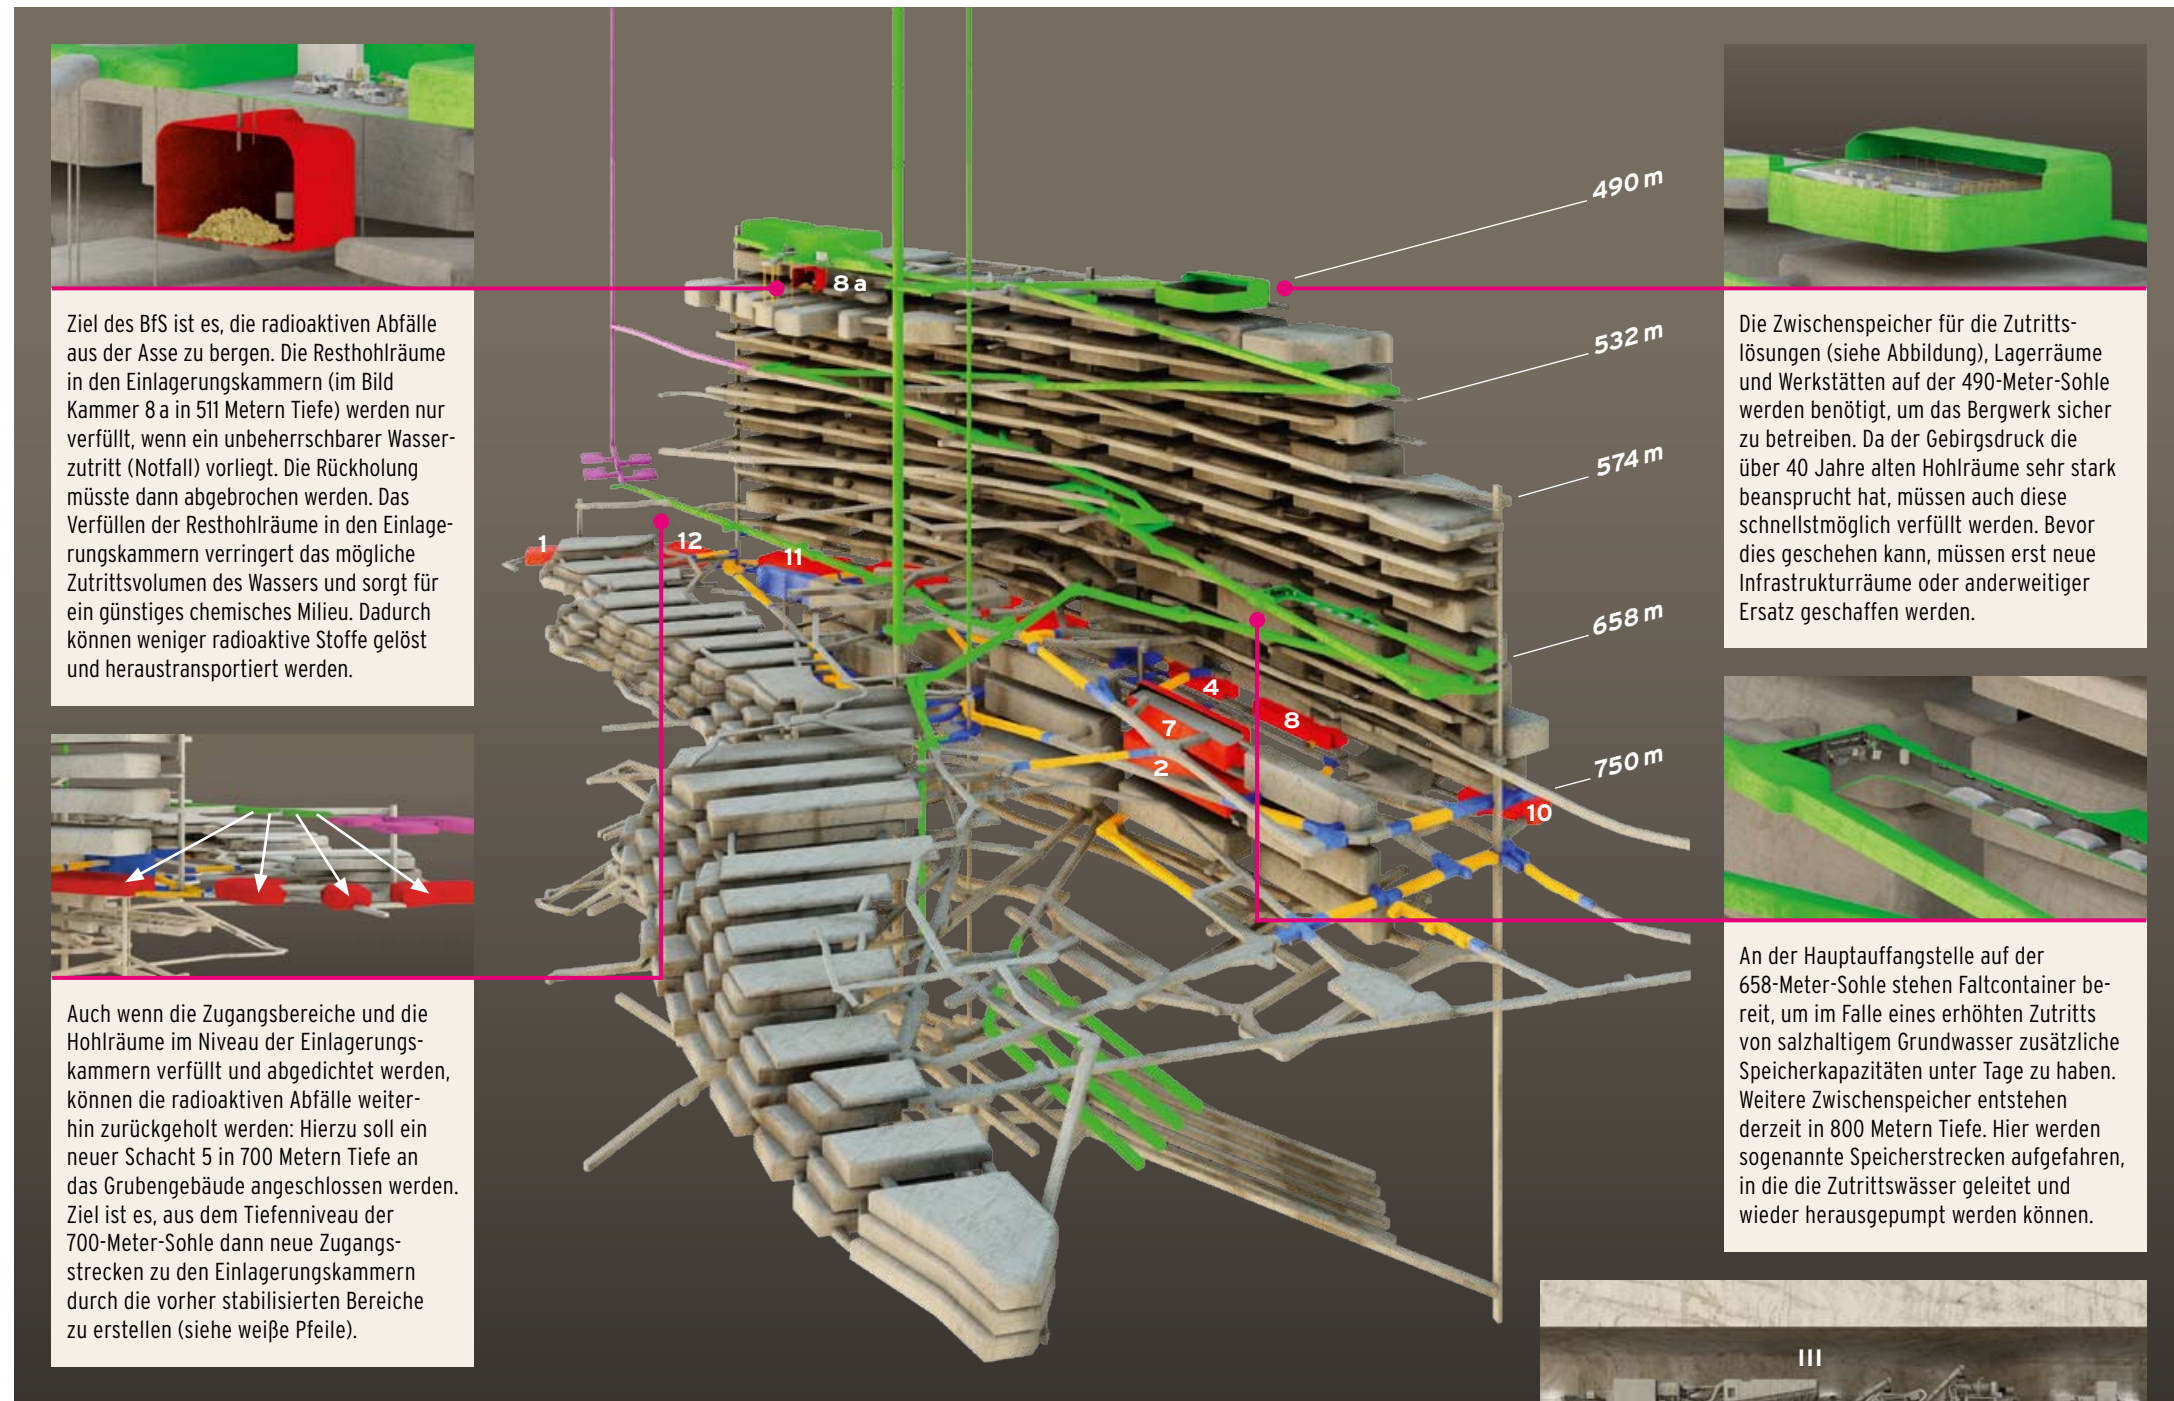 Ziel des BfS ist es, die radioaktiven Abfälle
aus der Asse zu bergen. Die Resthohlräume
in den Einlagerungskammern (im Bild
Kammer 8 a in 511 Metern Tiefe) werden nur
verfüllt, wenn ein unbeherrschbarer Wasser-
zutritt (Notfall) vorliegt. Die Rückholung
müsste dann abgebrochen werden. Das
Verfüllen der Resthohlräume in den Einlage-
rungskammern verringert das mögliche
Zutrittsvolumen des Wassers und sorgt für
ein günstiges chemisches Milieu. Dadurch
können weniger radioaktive Stoffe gelöst
und heraustransportiert werden.
Auch wenn die Zugangsbereiche und die
Hohlräume im Niveau der Einlagerungs-
kammern verfüllt und abgedichtet werden,
können die radioaktiven Abfälle weiter-
hin zurückgeholt werden: Hierzu soll ein
neuer Schacht 5 in 700 Metern Tiefe an
das Grubengebäude angeschlossen werden.
Ziel ist es, aus dem Tiefenniveau der
700-Meter-Sohle dann neue Zugangs-
strecken zu den Einlagerungskammern
durch die vorher stabilisierten Bereiche
zu erstellen (siehe weiße Pfeile).
8 a
1
12
11
4
8
7
2
10
490 m
532 m
574 m
658 m
750 m
Die Zwischenspeicher für die Zutritts-
lösungen (siehe Abbildung), Lagerräume
und Werkstätten auf der 490-Meter-Sohle
werden benötigt, um das Bergwerk sicher
zu betreiben. Da der Gebirgsdruck die
über 40 Jahre alten Hohlräume sehr stark
beansprucht hat, müssen auch diese
schnellstmöglich verfüllt werden. Bevor
dies geschehen kann, müssen erst neue
Infrastrukturräume oder anderweitiger
Ersatz geschaffen werden.
An der Hauptauffangstelle auf der
658-Meter-Sohle stehen Faltcontainer be-
reit, um im Falle eines erhöhten Zutritts
von salzhaltigem Grundwasser zusätzliche
Speicherkapazitäten unter Tage zu haben.
Weitere Zwischenspeicher entstehen
derzeit in 800 Metern Tiefe. Hier werden
sogenannte Speicherstrecken aufgefahren,
in die die Zutrittswässer geleitet und
wieder herausgepumpt werden können.
III